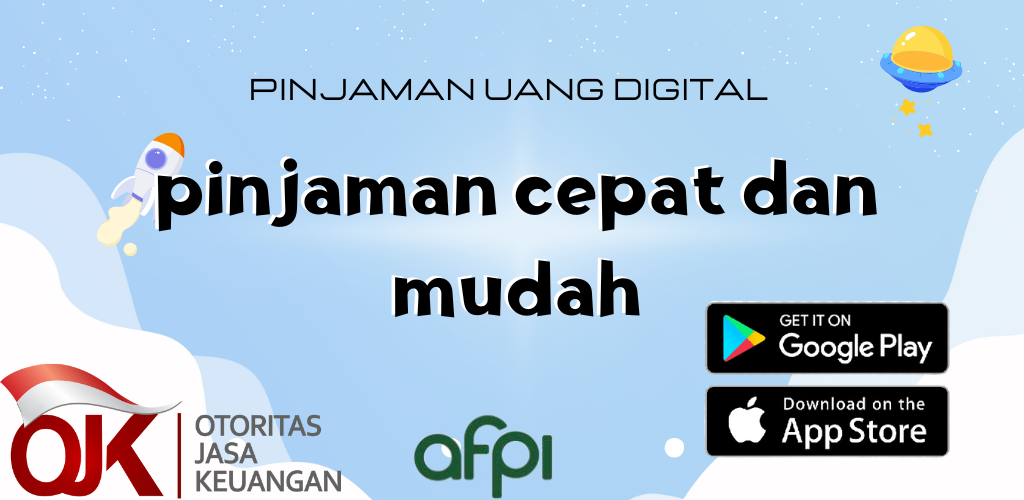 PINJAMAN UANG DIGITAL
pinjaman cepat dan
mudah
GET IT ON
Google Play
Download on the
App Store
OJK
OTORITAS
JASA
KEUANGAN
afpi